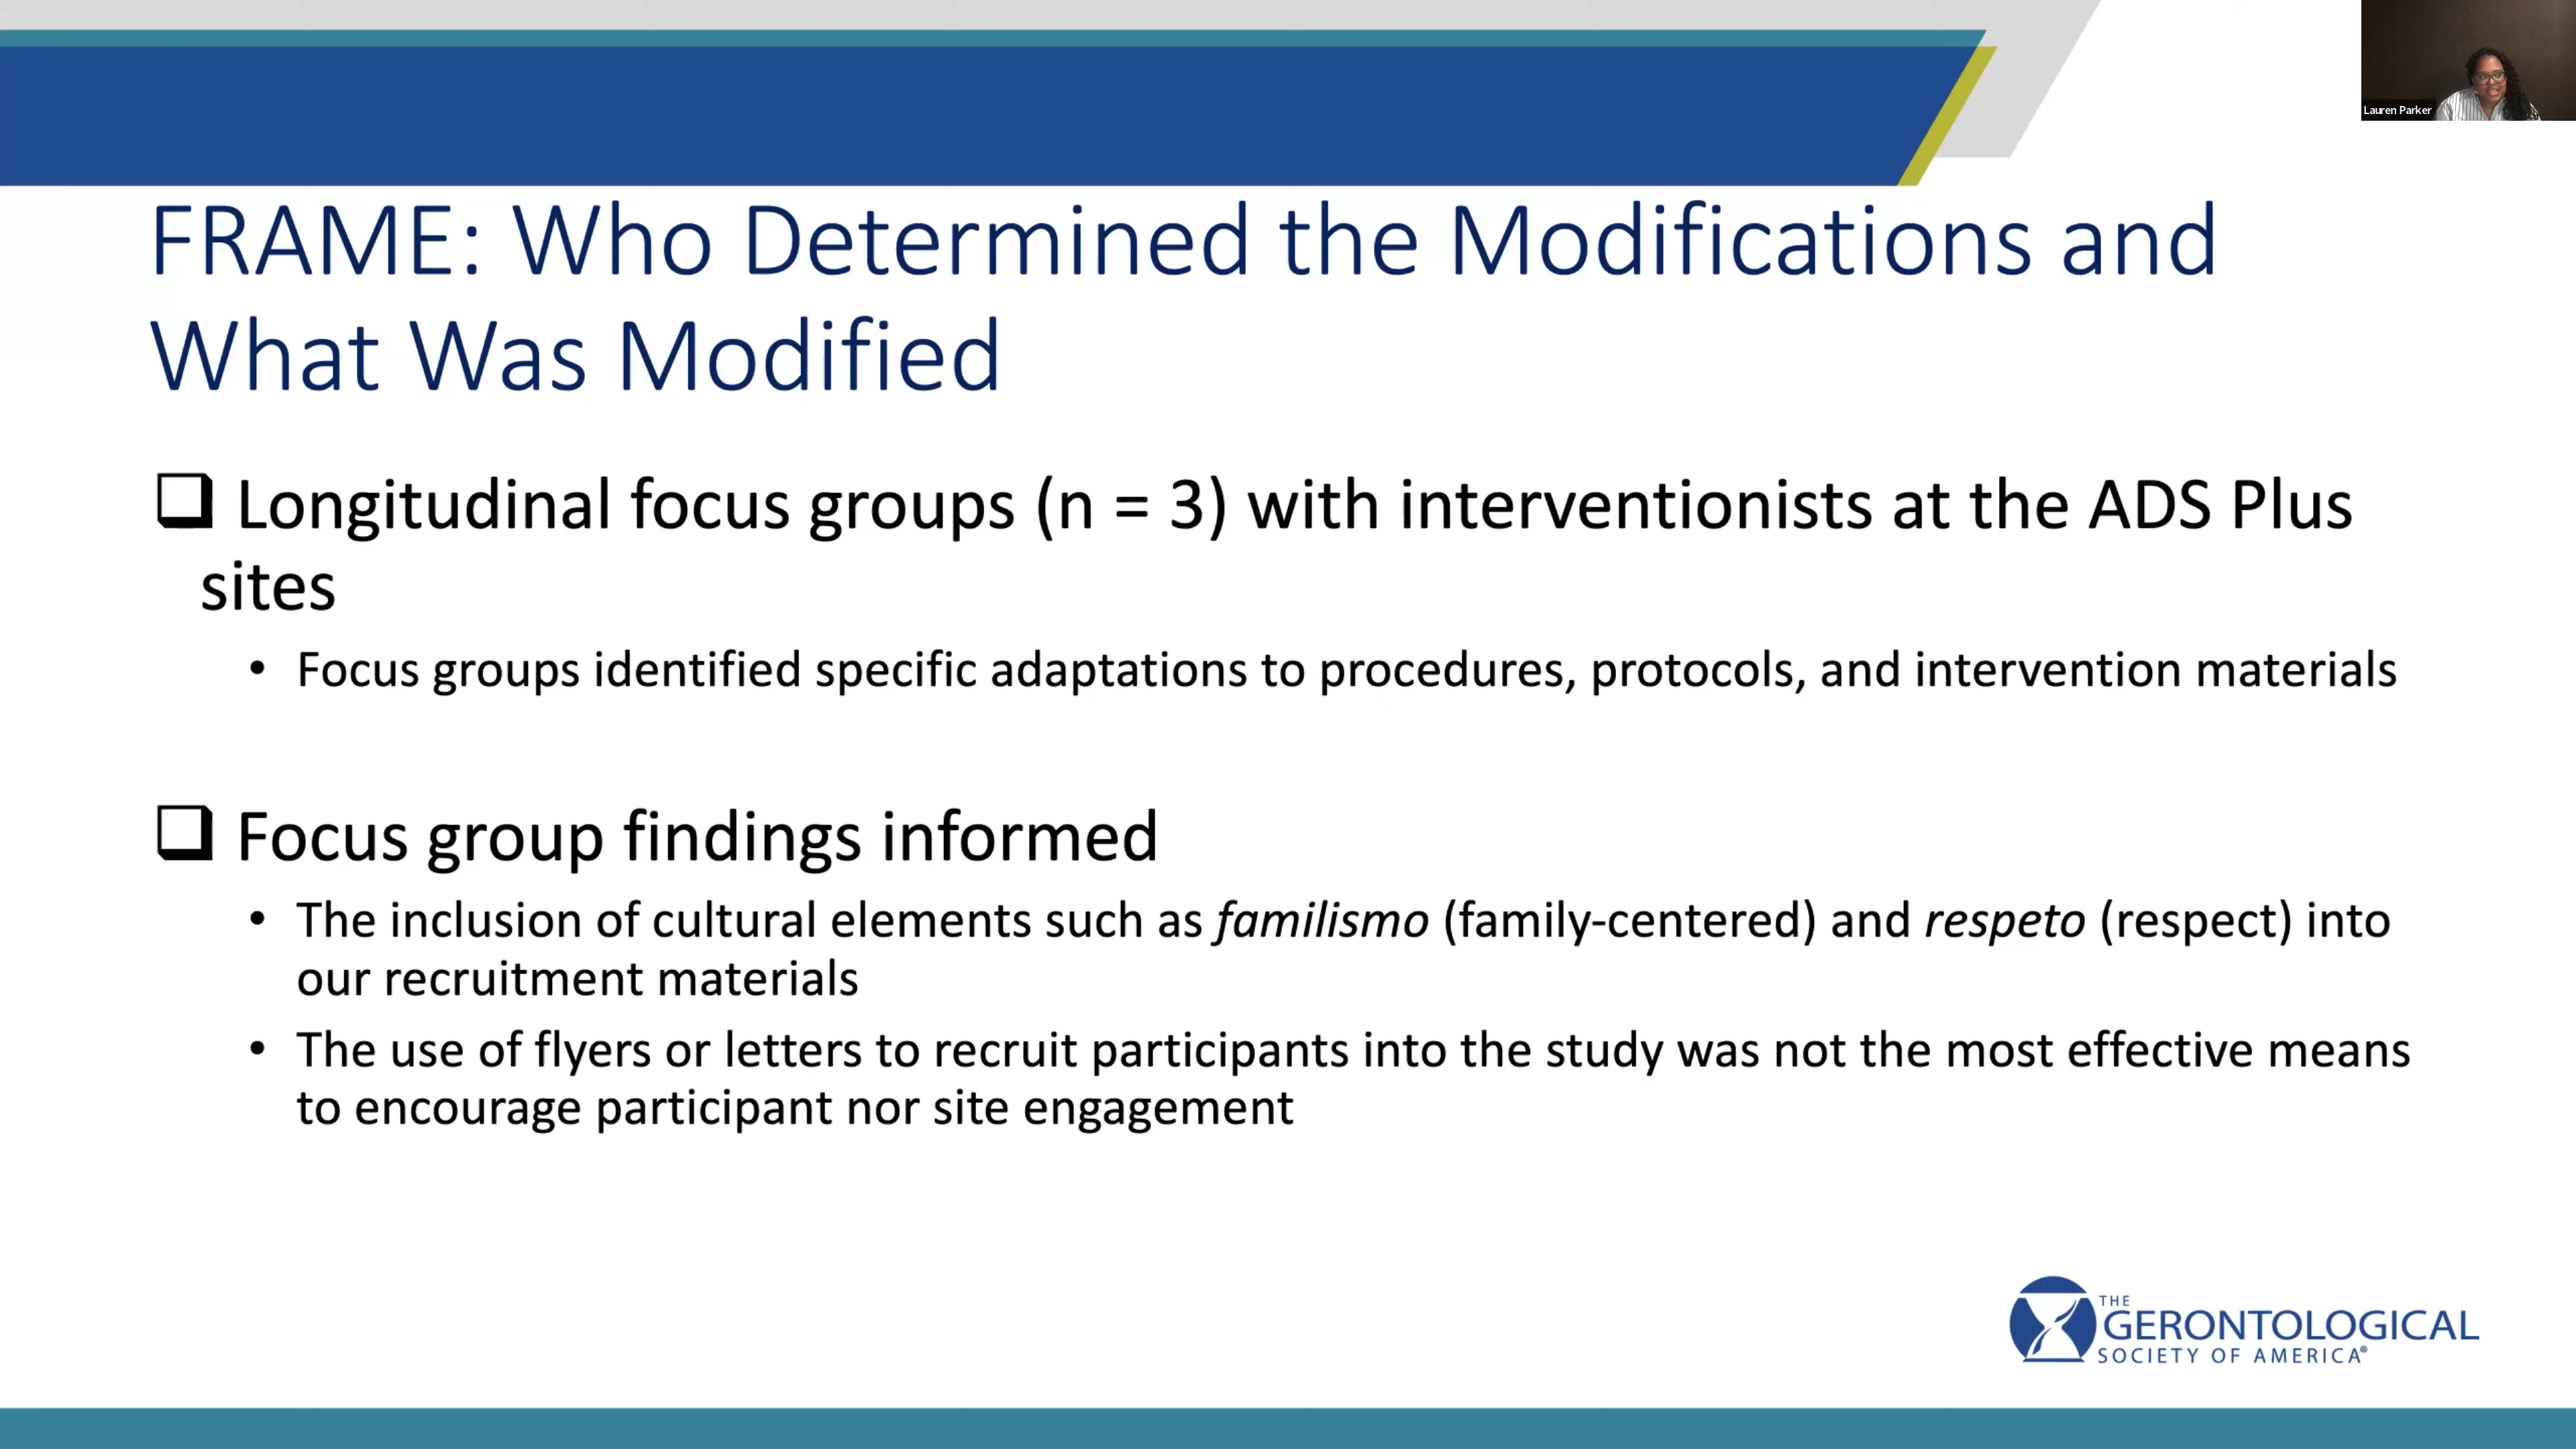 Lauren Parker
FRAME: Who Determined the Modifications and
What Was Modified
❑ Longitudinal focus groups (n = 3) with interventionists at the ADS Plus
sites
• Focus groups identified specific adaptations to procedures, protocols, and intervention materials
❑ Focus group findings informed
• The inclusion of cultural elements such as familismo (family-centered) and respeto (respect) into
our recruitment materials
• The use of flyers or letters to recruit participants into the study was not the most effective means
to encourage participant nor site engagement
THE
GERONTOLOGICAL
SOCIETY OF AMERICA®